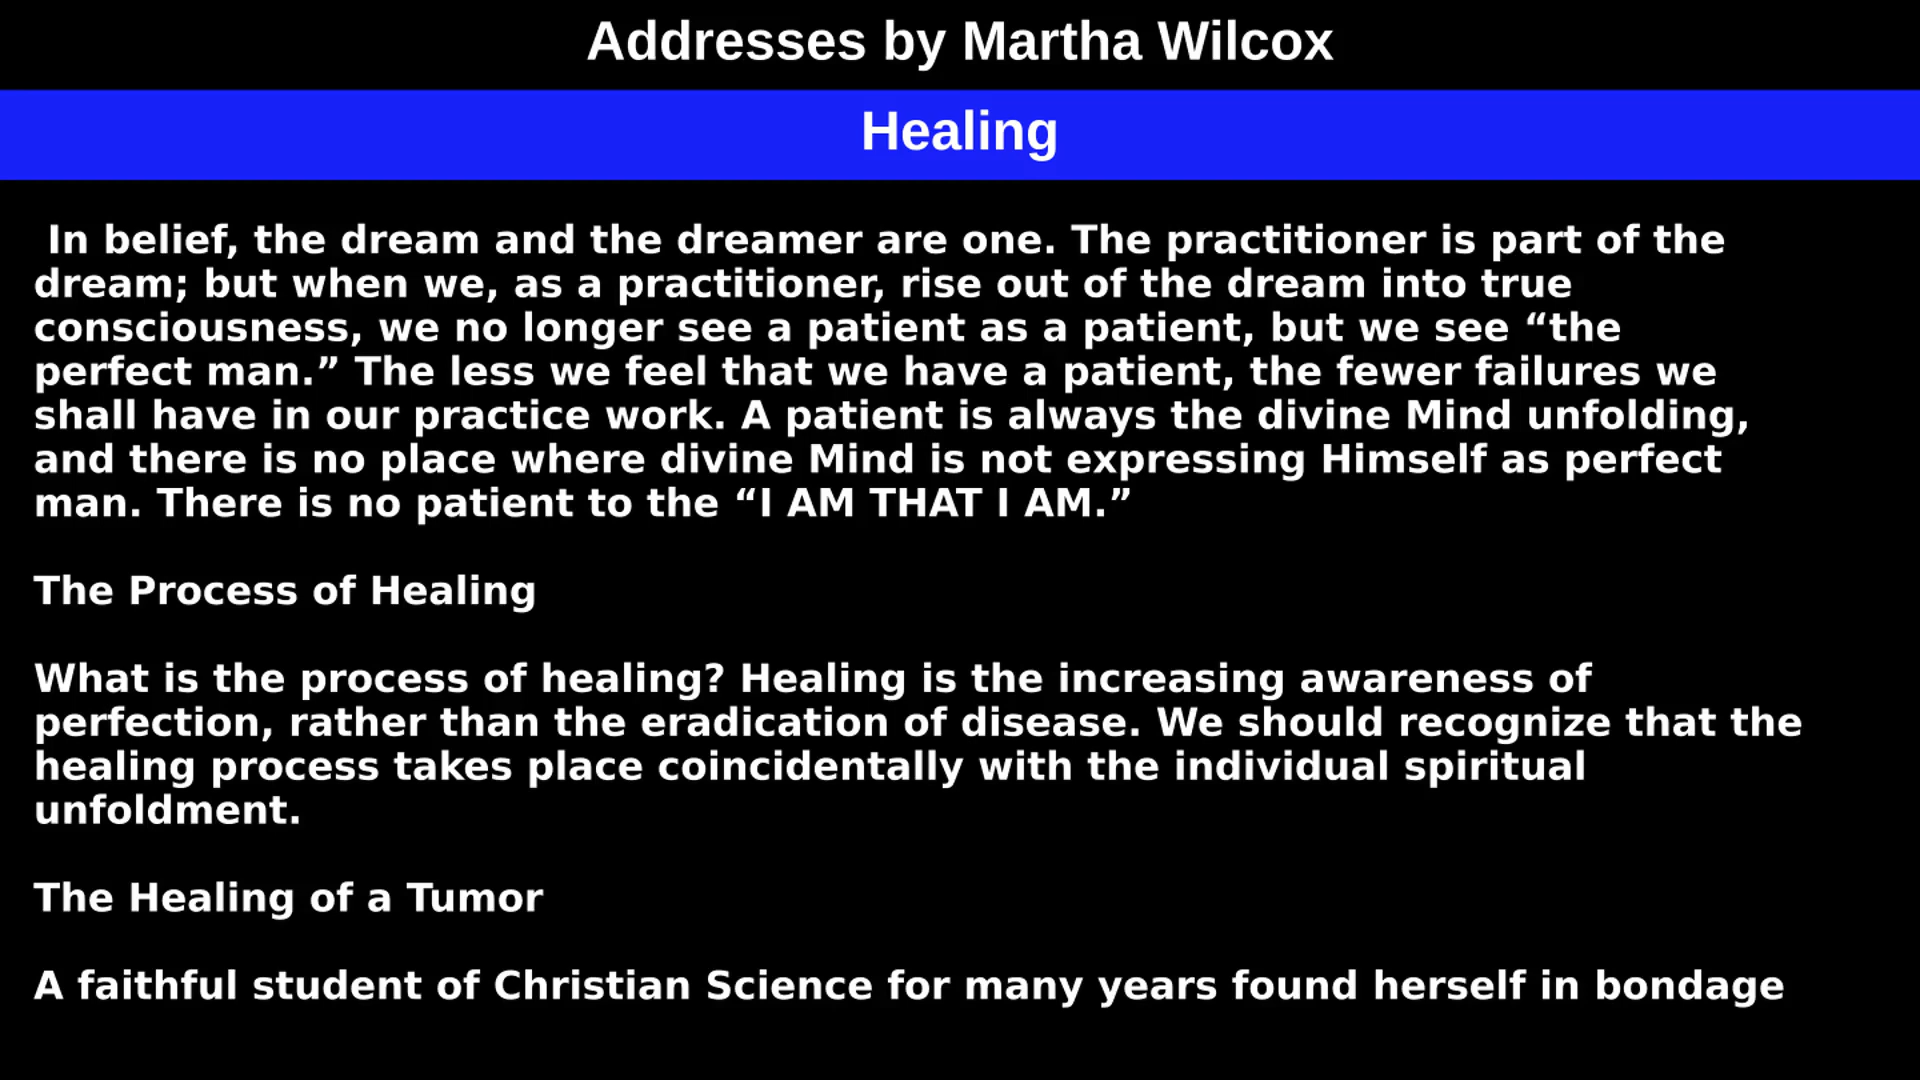 Addresses by Martha Wilcox
Healing
In belief, the dream and the dreamer are one. The practitioner is part of the
dream; but when we, as a practitioner, rise out of the dream into true
consciousness, we no longer see a patient as a patient, but we see “the
perfect man.” The less we feel that we have a patient, the fewer failures we
shall have in our practice work. A patient is always the divine Mind unfolding,
and there is no place where divine Mind is not expressing Himself as perfect
man. There is no patient to the “I AM THAT I AM.”
The Process of Healing
What is the process of healing? Healing is the increasing awareness of
perfection, rather than the eradication of disease. We should recognize that the
healing process takes place coincidentally with the individual spiritual
unfoldment.
The Healing of a Tumor
A faithful student of Christian Science for many years found herself in bondage